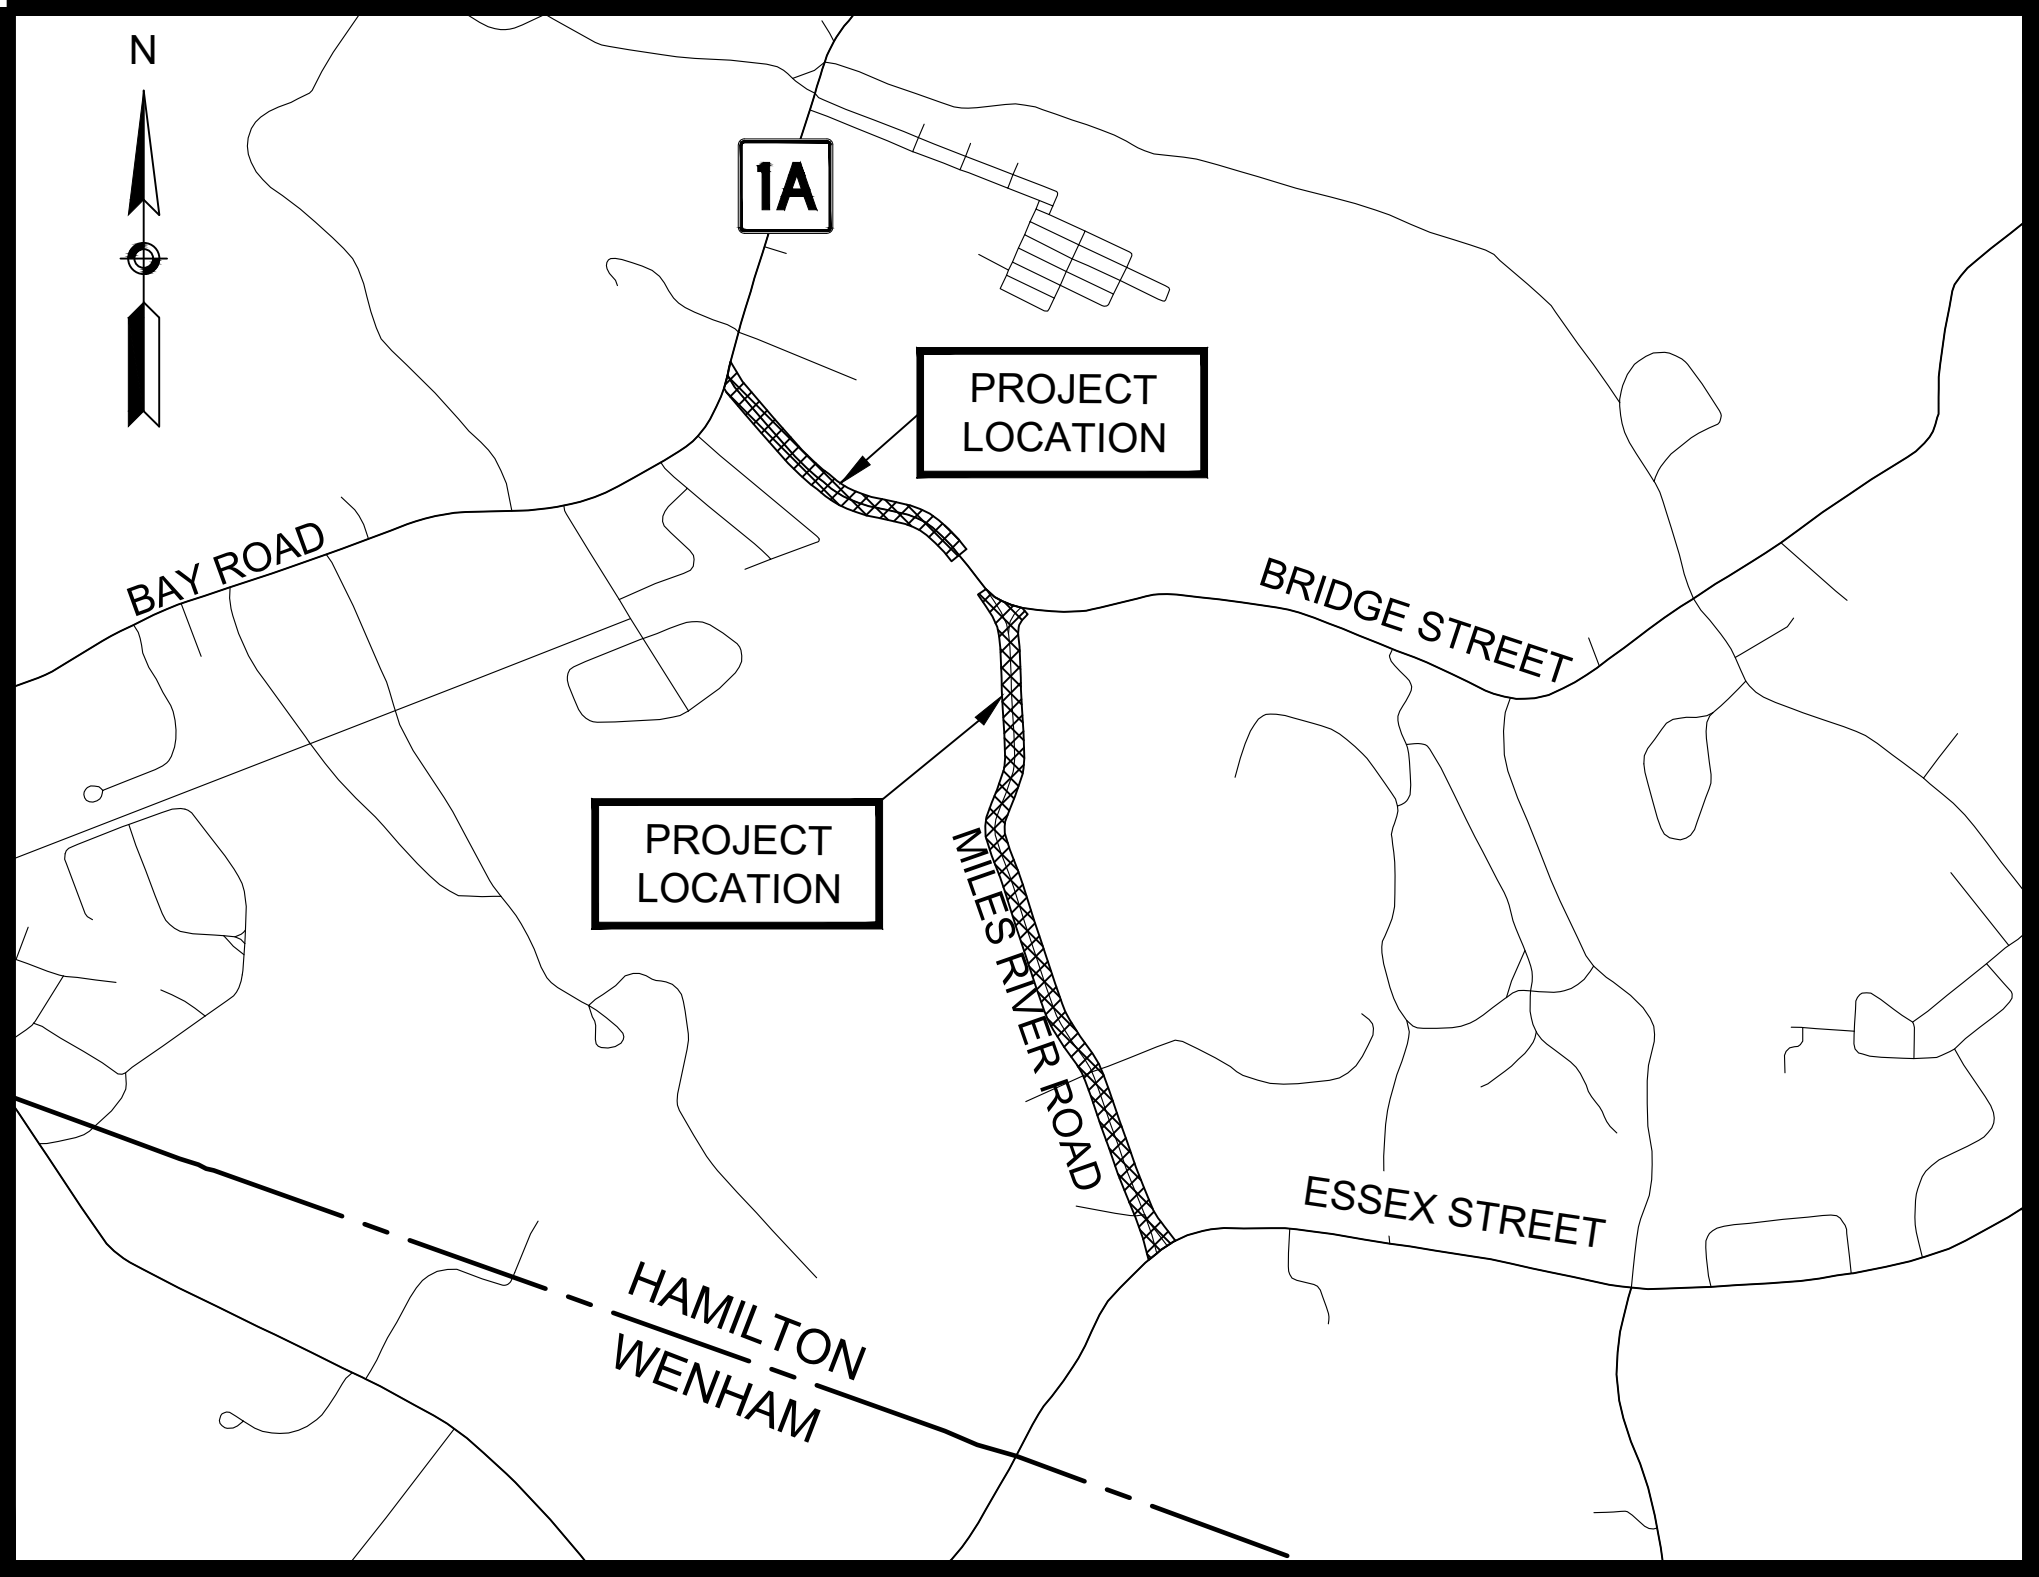 N
1A
PROJECT
LOCATION
BAY ROAD
BRIDGE STREET
PROJECT
LOCATION
MILES RIVER ROAD
ESSEX STREET
HAMILTON
WENHAM